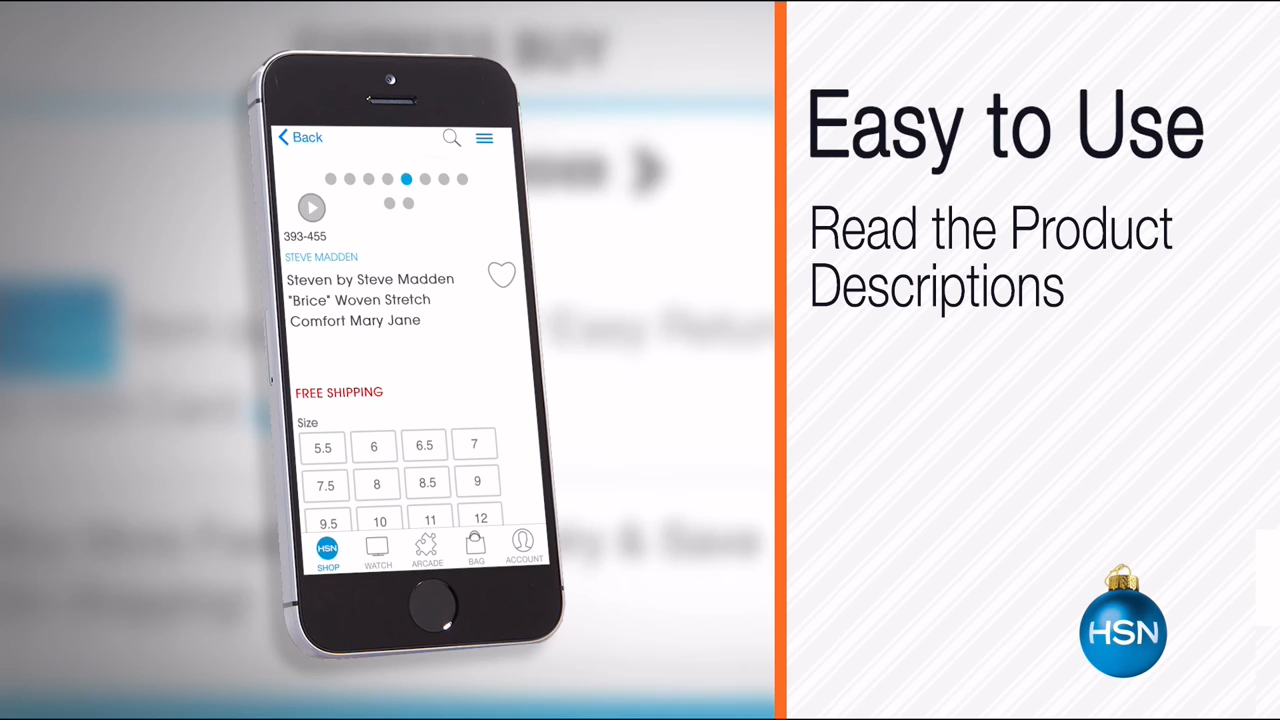 Easy to Use
Read the Product
Descriptions
Back
393-455
STEVE MADDEN
Steven by Steve Madden
"Brice" Woven Stretch
Comfort Mary Jane
FREE SHIPPING
Size
5.5 6 6.5 7
7.5 8 8.5 9
9.5 10 11 12
HSN
SHOP WATCH ARCADE BAG ACCOUNT
BUY
HSN